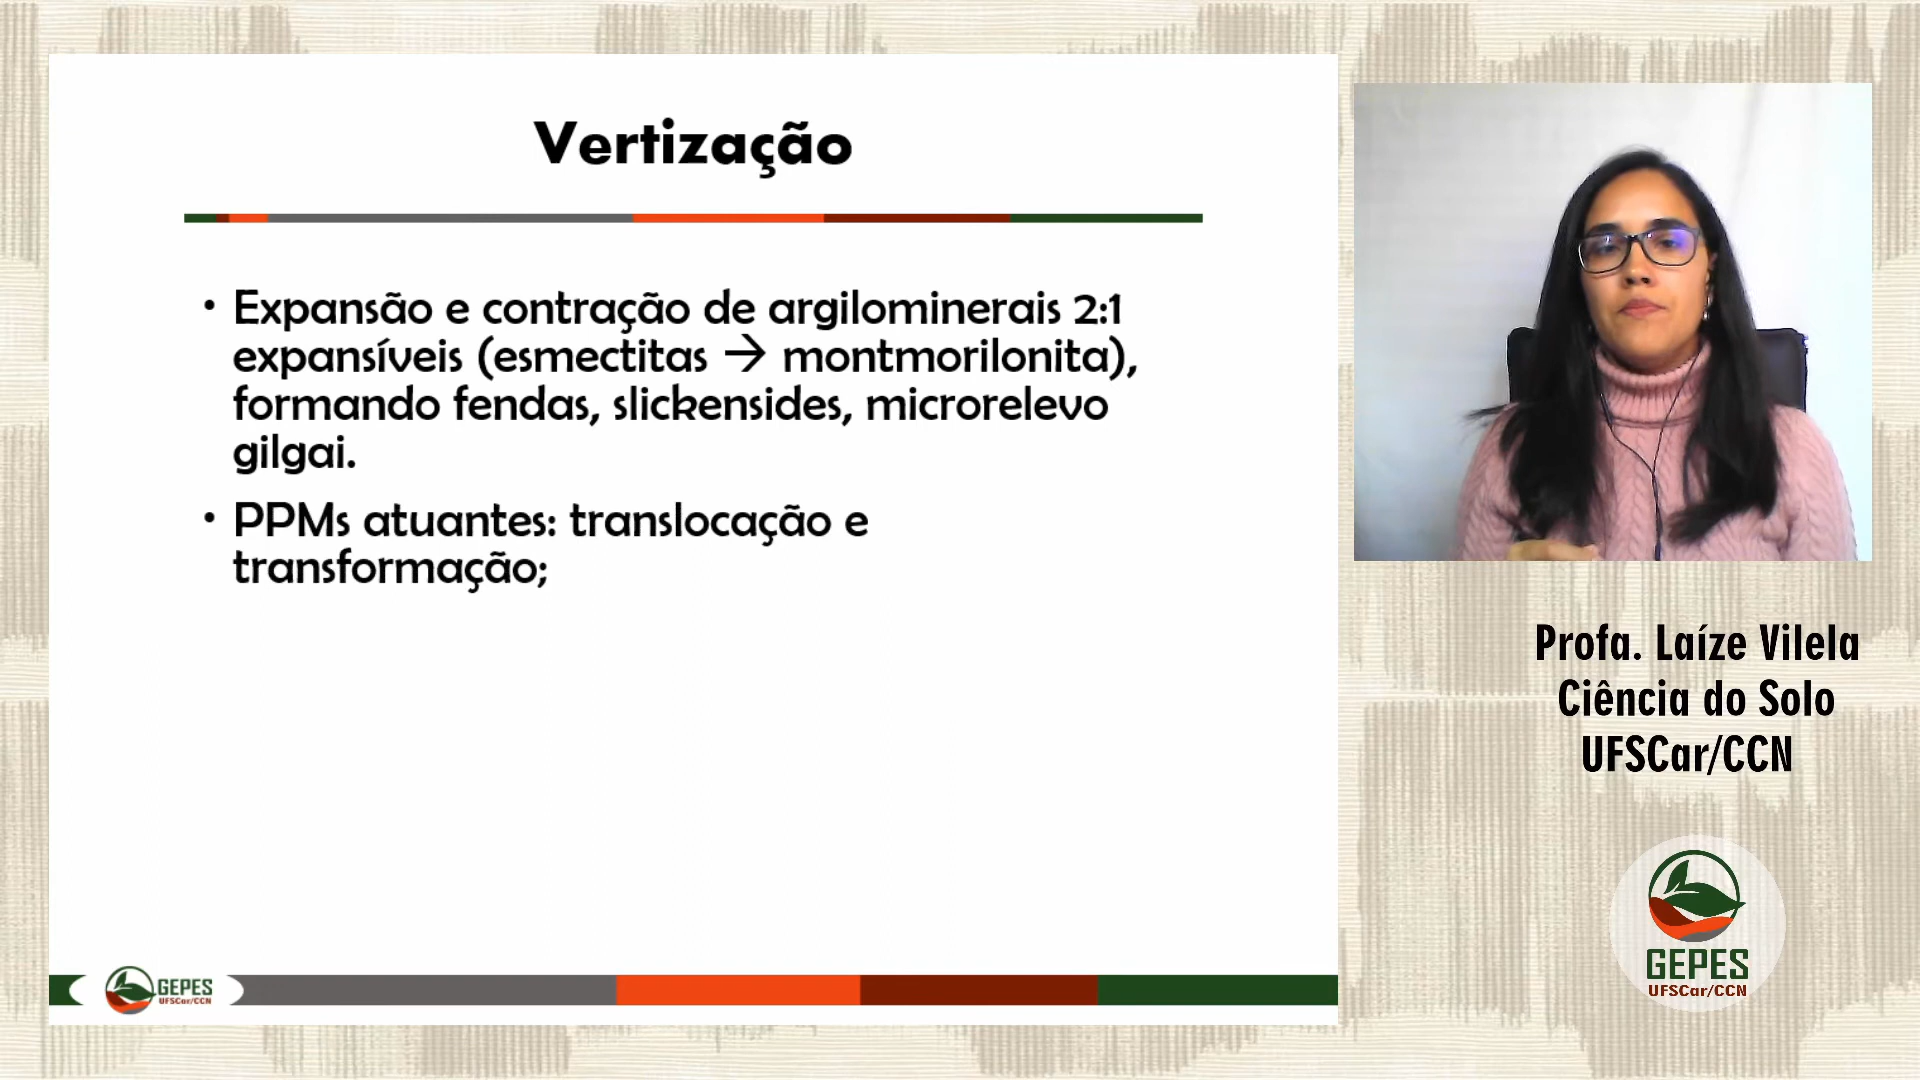 Vertização
• Expansão e contração de argilominerais 2:1
expansíveis (esmectitas → montmorilonita),
formando fendas, slickensides, microrelevo
gilgai.
• PPMs atuantes: translocação e
transformação;
GEPES
UFSCar/CCN
Profa. Laíze Vilela
Ciência do Solo
UFSCar/CCN
GEPES
UFSCar/CCN